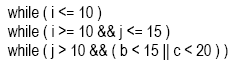 while ( i <= 10 )
while ( i >= 10 && j <= 15 )
while ( j > 10 && ( b < 15 || c < 20 ) )